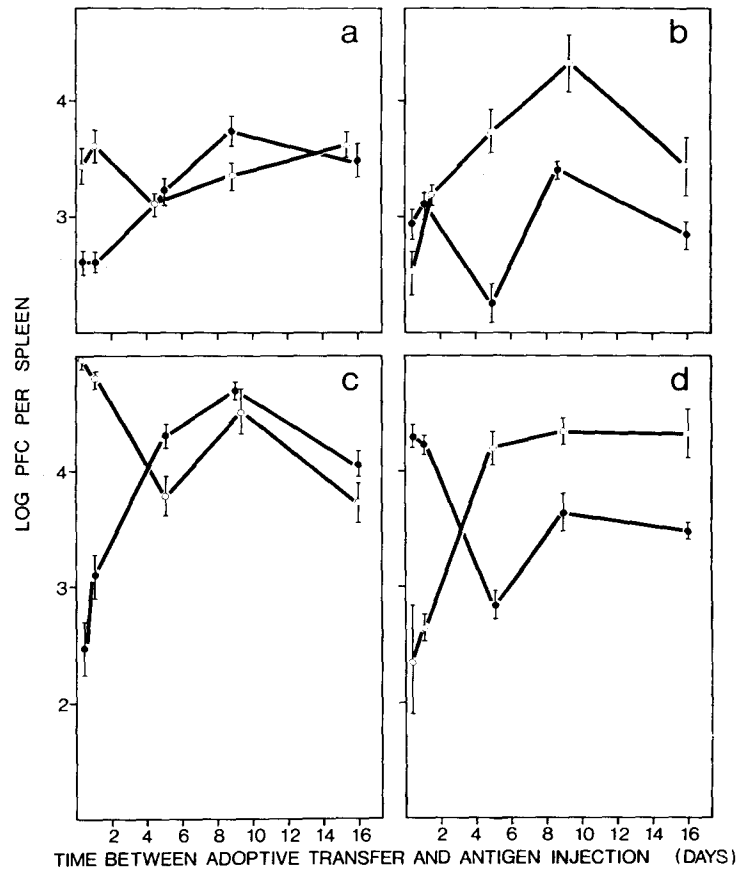 a
b
4
3
LOG PFC PER SPLEEN
c
d
4
3
2
2 4 6 8 10 12 14 16
2 4 6 8 10 12 14 16
TIME BETWEEN ADOPTIVE TRANSFER AND ANTIGEN INJECTION (DAYS)